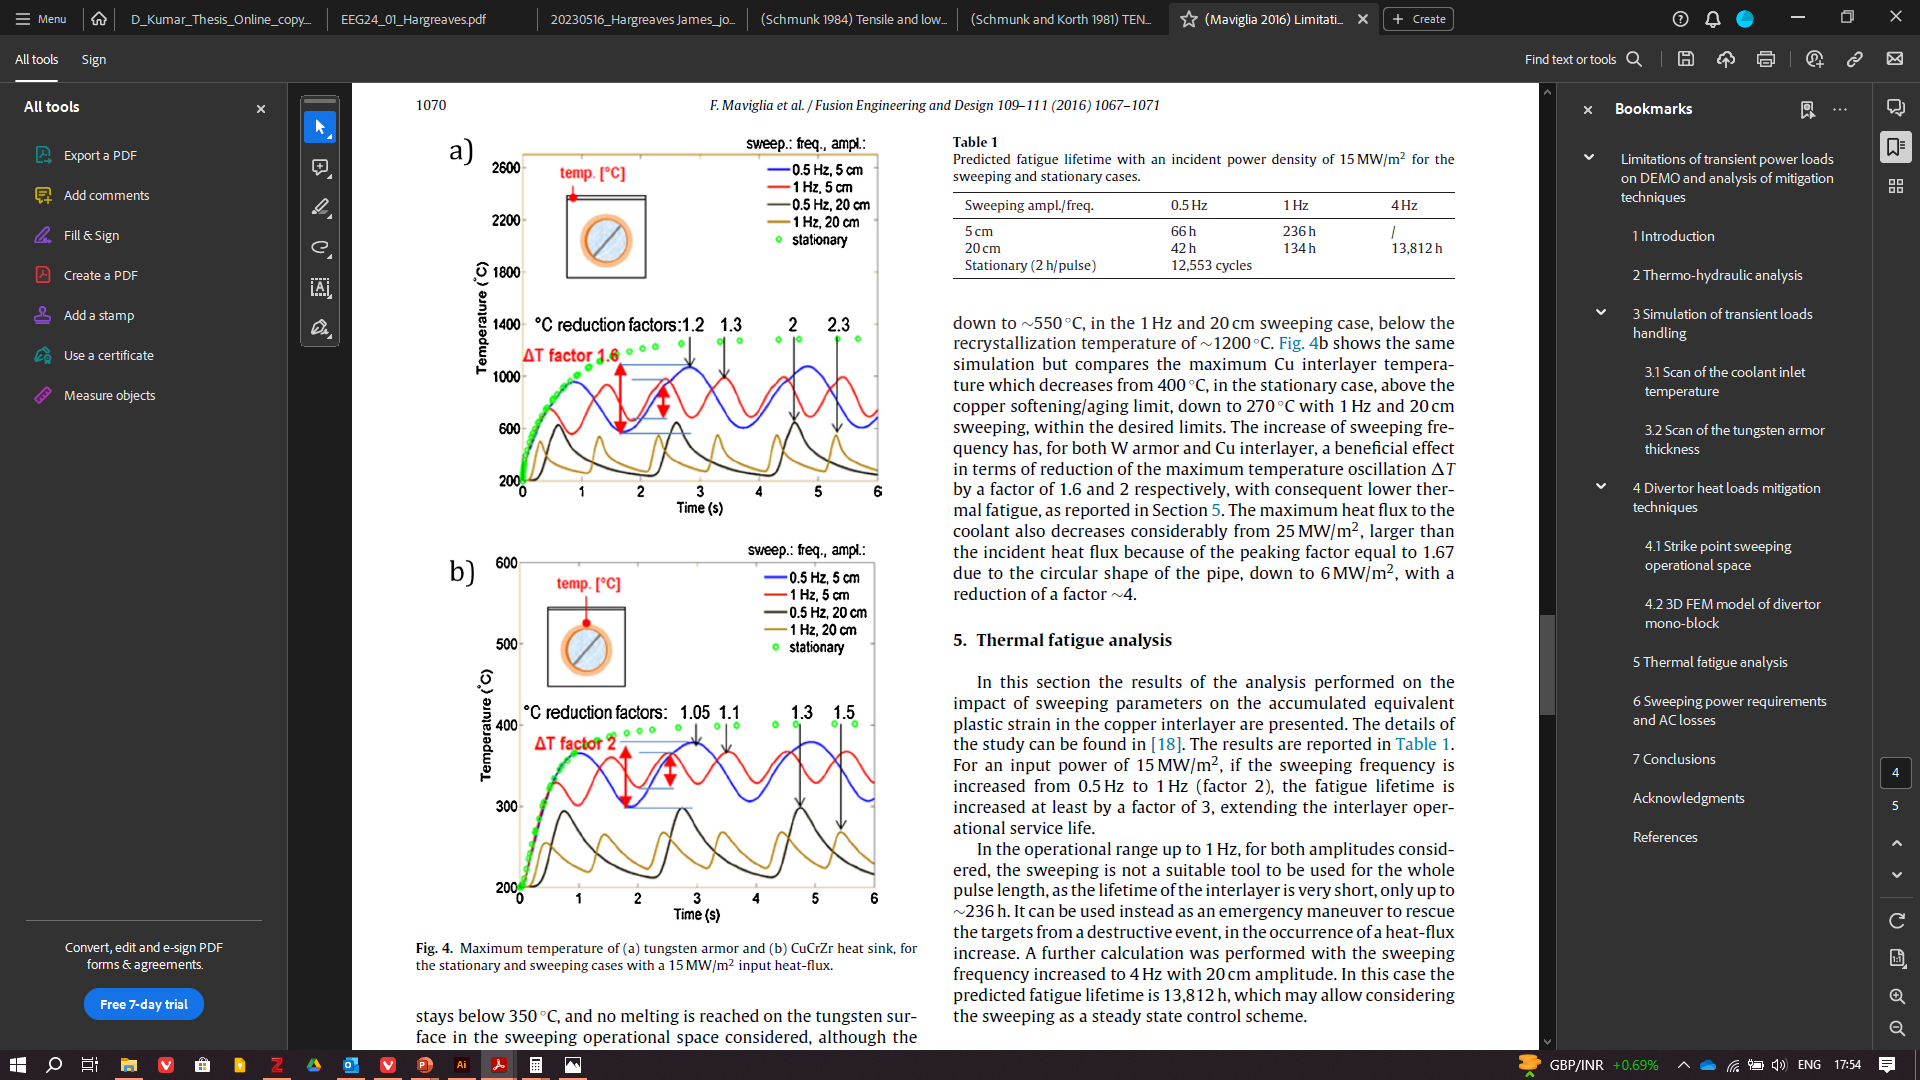 Menu
D_Kumar_Thesis_Online_copy...
EEG24_01_Hargreaves.pdf
20230516_Hargreaves James_jo...
(Schmunk 1984) Tensile and low...
(Schmunk and Korth 1981) TEN...
(Maviglia 2016) Limitati...
Create
All tools
Sign
Find text or tools
All tools
Export a PDF
Add comments
Fill & Sign
Create a PDF
Add a stamp
Use a certificate
Measure objects
Convert, edit and e-sign PDF
forms & agreements.
Free 7-day trial
1070
F. Maviglia et al. / Fusion Engineering and Design 109–111 (2016) 1067–1071
a)
sweep.: freq., ampl.:
temp. [°C]
0.5 Hz, 5 cm
1 Hz, 5 cm
0.5 Hz, 20 cm
1 Hz, 20 cm
stationary
2600
2200
1800
1400
1000
600
200
Temperature (°C)
°C reduction factors:1.2 1.3 2 2.3
ΔT factor 1.6
0 1 2 3 4 5 6
Time (s)
b)
sweep.: freq., ampl.:
temp. [°C]
0.5 Hz, 5 cm
1 Hz, 5 cm
0.5 Hz, 20 cm
1 Hz, 20 cm
stationary
600
500
400
300
200
Temperature (°C)
°C reduction factors: 1.05 1.1 1.3 1.5
ΔT factor 2
0 1 2 3 4 5 6
Time (s)
Fig. 4. Maximum temperature of (a) tungsten armor and (b) CuCrZr heat sink, for
the stationary and sweeping cases with a 15 MW/m² input heat-flux.
stays below 350 °C, and no melting is reached on the tungsten sur-
face in the sweeping operational space considered, although the
Table 1
Predicted fatigue lifetime with an incident power density of 15 MW/m² for the
sweeping and stationary cases.
Sweeping ampl./freq. 0.5 Hz 1 Hz 4 Hz
5 cm 66 h 236 h /
20 cm 42 h 134 h 13,812 h
Stationary (2 h/pulse) 12,553 cycles
down to ~550 °C, in the 1 Hz and 20 cm sweeping case, below the
recrystallization temperature of ~1200 °C. Fig. 4b shows the same
simulation but compares the maximum Cu interlayer tempera-
ture which decreases from 400 °C, in the stationary case, above the
copper softening/aging limit, down to 270 °C with 1 Hz and 20 cm
sweeping, within the desired limits. The increase of sweeping fre-
quency has, for both W armor and Cu interlayer, a beneficial effect
in terms of reduction of the maximum temperature oscillation ΔT
by a factor of 1.6 and 2 respectively, with consequent lower ther-
mal fatigue, as reported in Section 5. The maximum heat flux to the
coolant also decreases considerably from 25 MW/m², larger than
the incident heat flux because of the peaking factor equal to 1.67
due to the circular shape of the pipe, down to 6 MW/m², with a
reduction of a factor ~4.
5. Thermal fatigue analysis
In this section the results of the analysis performed on the
impact of sweeping parameters on the accumulated equivalent
plastic strain in the copper interlayer are presented. The details of
the study can be found in [18]. The results are reported in Table 1.
For an input power of 15 MW/m², if the sweeping frequency is
increased from 0.5 Hz to 1 Hz (factor 2), the fatigue lifetime is
increased at least by a factor of 3, extending the interlayer oper-
ational service life.
In the operational range up to 1 Hz, for both amplitudes consid-
ered, the sweeping is not a suitable tool to be used for the whole
pulse length, as the lifetime of the interlayer is very short, only up to
~236 h. It can be used instead as an emergency maneuver to rescue
the targets from a destructive event, in the occurrence of a heat-flux
increase. A further calculation was performed with the sweeping
frequency increased to 4 Hz with 20 cm amplitude. In this case the
predicted fatigue lifetime is 13,812 h, which may allow considering
the sweeping as a steady state control scheme.
Bookmarks
Limitations of transient power loads
on DEMO and analysis of mitigation
techniques
1 Introduction
2 Thermo-hydraulic analysis
3 Simulation of transient loads
handling
3.1 Scan of the coolant inlet
temperature
3.2 Scan of the tungsten armor
thickness
4 Divertor heat loads mitigation
techniques
4.1 Strike point sweeping
operational space
4.2 3D FEM model of divertor
mono-block
5 Thermal fatigue analysis
6 Sweeping power requirements
and AC losses
7 Conclusions
Acknowledgments
References
4
5
GBP/INR +0.69%
ENG
17:54